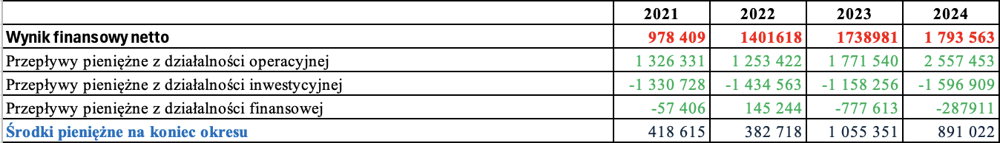 2021 2022 2023 2024
Wynik finansowy netto 978 409 1401618 1738981 1 793 563
Przepływy pieniężne z działalności operacyjnej 1 326 331 1 253 422 1 771 540 2 557 453
Przepływy pieniężne z działalności inwestycyjnej -1 330 728 -1 434 563 -1 158 256 -1 596 909
Przepływy pieniężne z działalności finansowej -57 406 145 244 -777 613 -287911
Środki pieniężne na koniec okresu 418 615 382 718 1 055 351 891 022